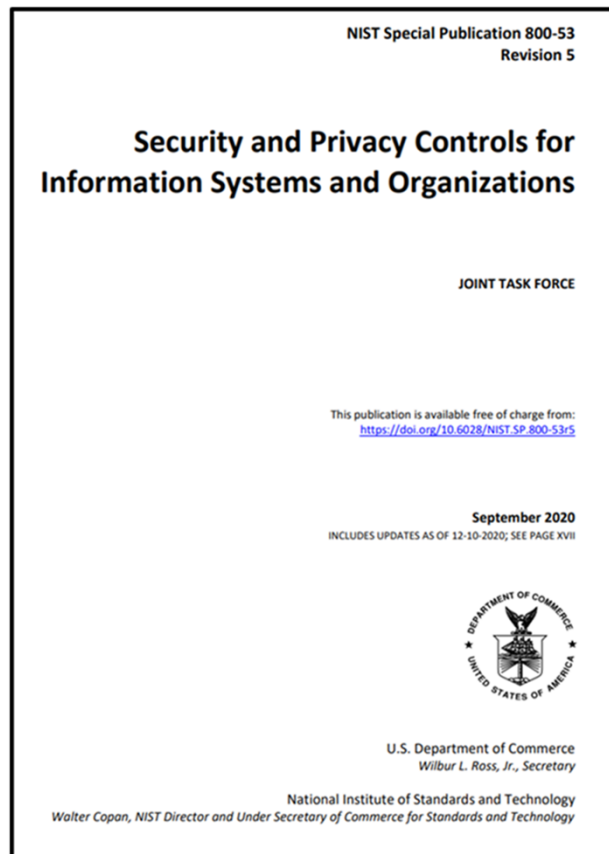 NIST Special Publication 800-53
Revision 5
Security and Privacy Controls for
Information Systems and Organizations
JOINT TASK FORCE
This publication is available free of charge from:
https://doi.org/10.6028/NIST.SP.800-53r5
September 2020
INCLUDES UPDATES AS OF 12-10-2020; SEE PAGE XVII
DEPARTMENT OF COMMERCE
UNITED STATES OF AMERICA
U.S. Department of Commerce
Wilbur L. Ross, Jr., Secretary
National Institute of Standards and Technology
Walter Copan, NIST Director and Under Secretary of Commerce for Standards and Technology